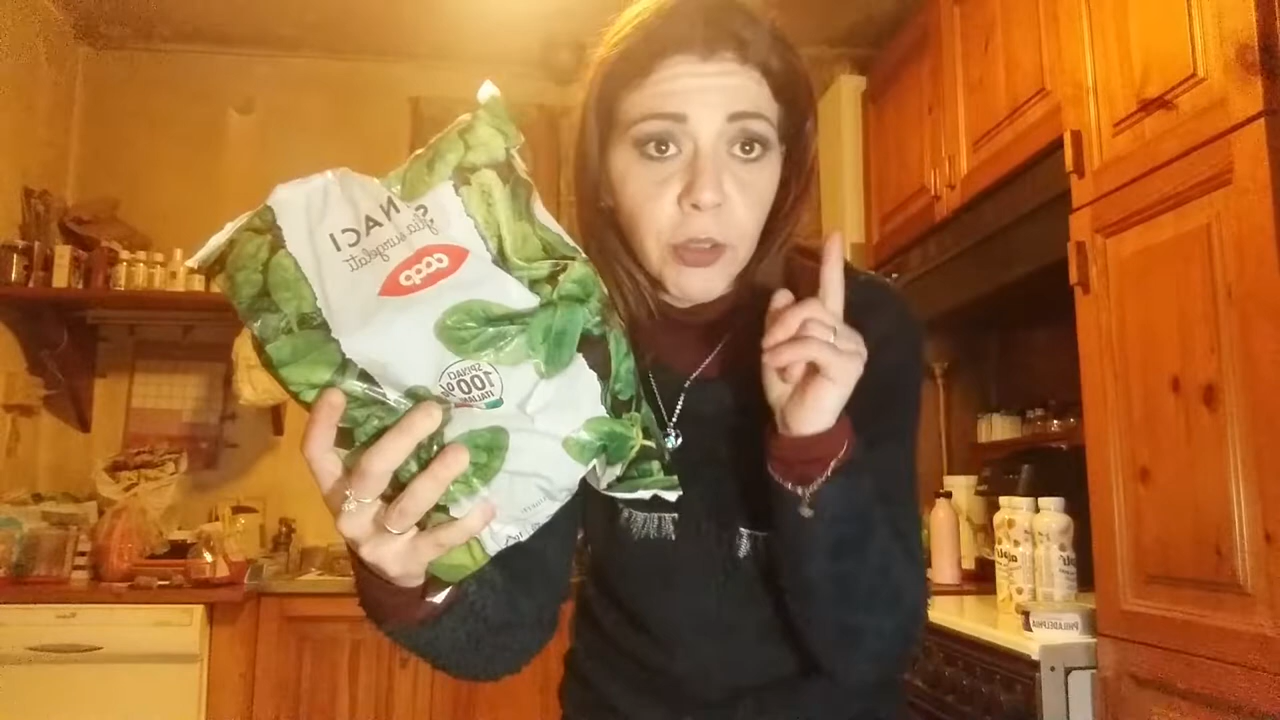 SPINACI
foglia surgelati
coop
SPINACI
100%
ITALIANI
PHILADELPHIA